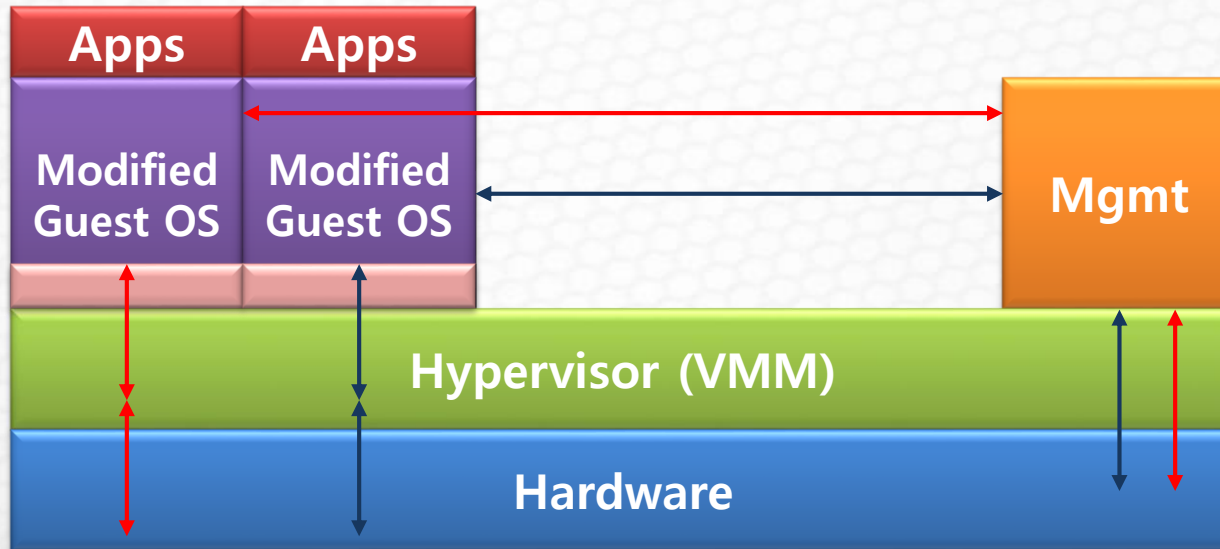 Apps
Apps
Modified
Guest OS
Modified
Guest OS
Mgmt
Hypervisor (VMM)
Hardware